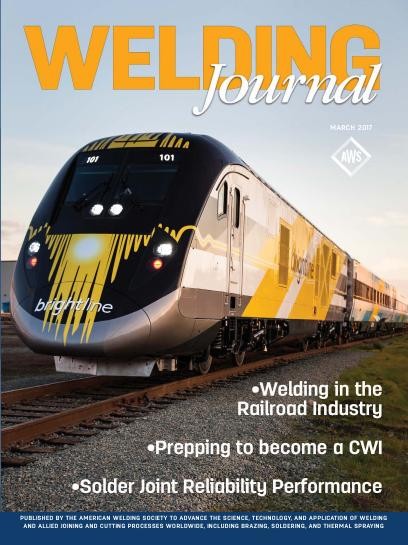 WELDING
Journal
MARCH 2017
AWS
101 101
brightline
brightline
•Welding in the
Railroad Industry
•Prepping to become a CWI
•Solder Joint Reliability Performance
PUBLISHED BY THE AMERICAN WELDING SOCIETY TO ADVANCE THE SCIENCE, TECHNOLOGY, AND APPLICATION OF WELDING
AND ALLIED JOINING AND CUTTING PROCESSES WORLDWIDE, INCLUDING BRAZING, SOLDERING, AND THERMAL SPRAYING